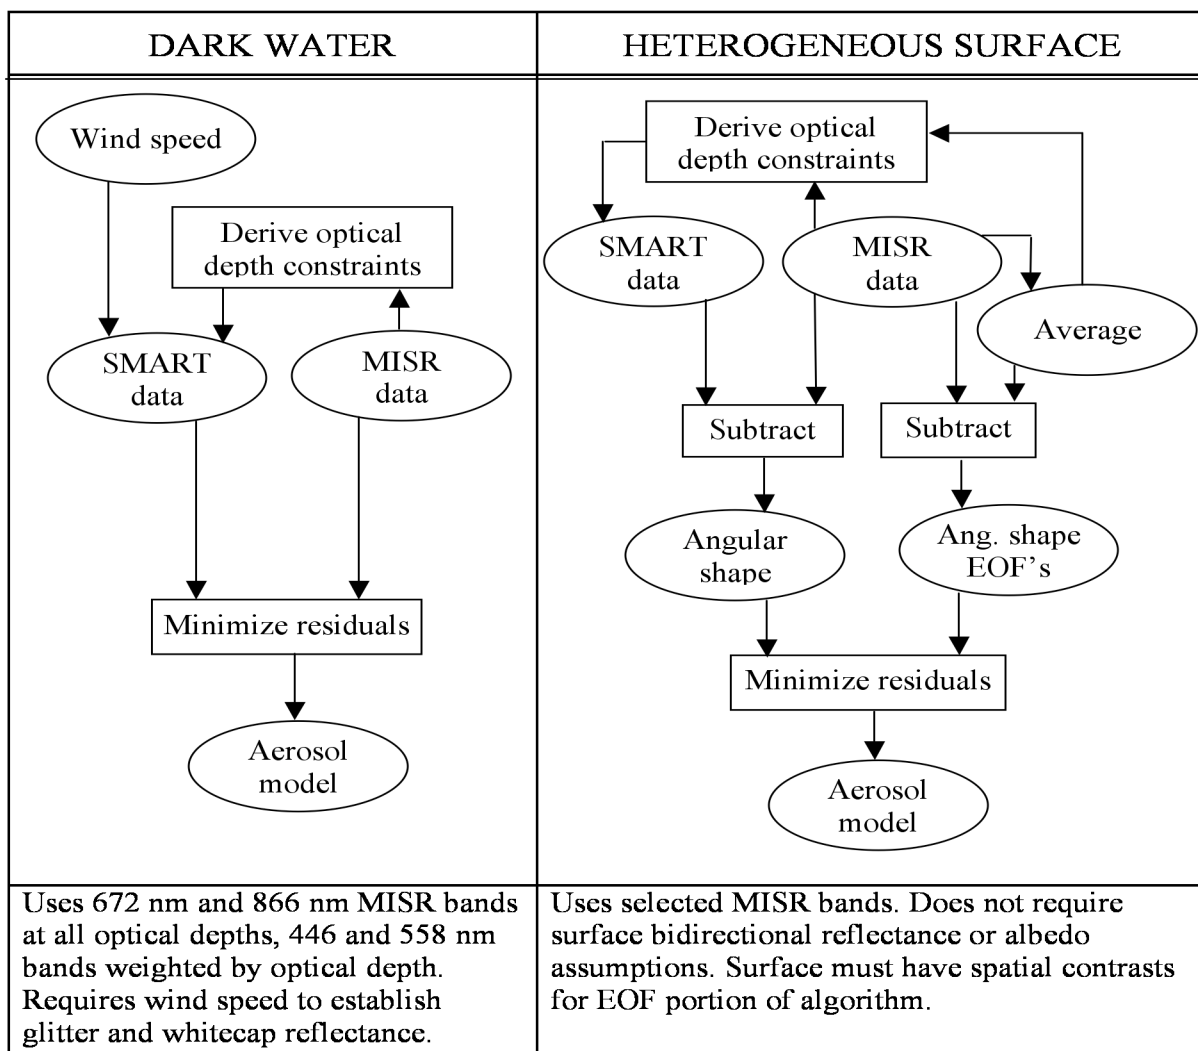 DARK WATER
Wind speed
Derive optical
depth constraints
SMART
data
MISR
data
Minimize residuals
Aerosol
model
Uses 672 nm and 866 nm MISR bands
at all optical depths, 446 and 558 nm
bands weighted by optical depth.
Requires wind speed to establish
glitter and whitecap reflectance.
HETEROGENEOUS SURFACE
Derive optical
depth constraints
SMART
data
MISR
data
Average
Subtract
Subtract
Angular
shape
Ang. shape
EOF's
Minimize residuals
Aerosol
model
Uses selected MISR bands. Does not require
surface bidirectional reflectance or albedo
assumptions. Surface must have spatial contrasts
for EOF portion of algorithm.